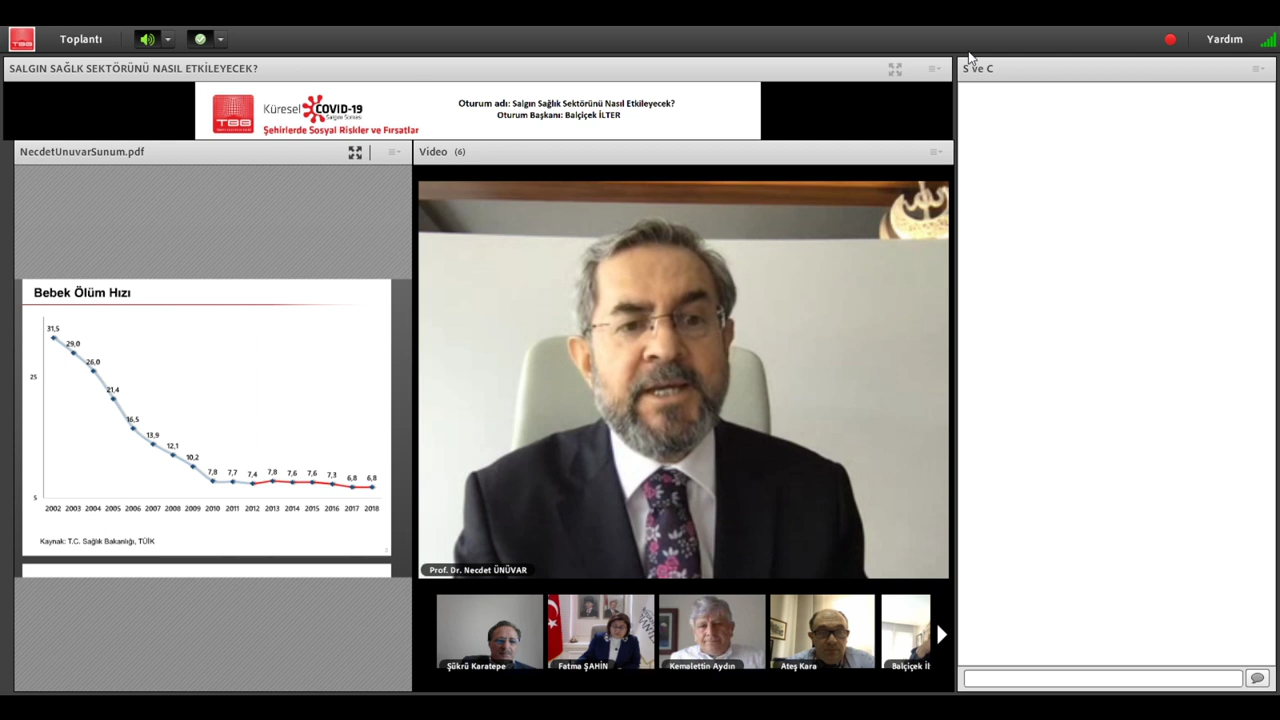 TBB
Toplantı
Yardım
SALGIN SAĞLK SEKTÖRÜNÜ NASIL ETKİLEYECEK?
S ve C
TBB
Küresel COVID-19
Salgın Sonrası
Şehirlerde Sosyal Riskler ve Fırsatlar
Oturum adı: Salgın Sağlık Sektörünü Nasıl Etkileyecek?
Oturum Başkanı: Balçiçek İLTER
NecdetUnuvarSunum.pdf
Video (6)
Bebek Ölüm Hızı
31,5
29,0
26,0
25
21,4
16,5
13,9
12,1
10,2
7,8 7,7 7,4 7,8 7,6 7,6 7,3 6,8 6,8
5
2002 2003 2004 2005 2006 2007 2008 2009 2010 2011 2012 2013 2014 2015 2016 2017 2018
Kaynak: T.C. Sağlık Bakanlığı, TÜİK
Prof. Dr. Necdet ÜNÜVAR
Şükrü Karatepe
Fatma ŞAHİN
Kemalettin Aydın
Ateş Kara
Balçiçek İl